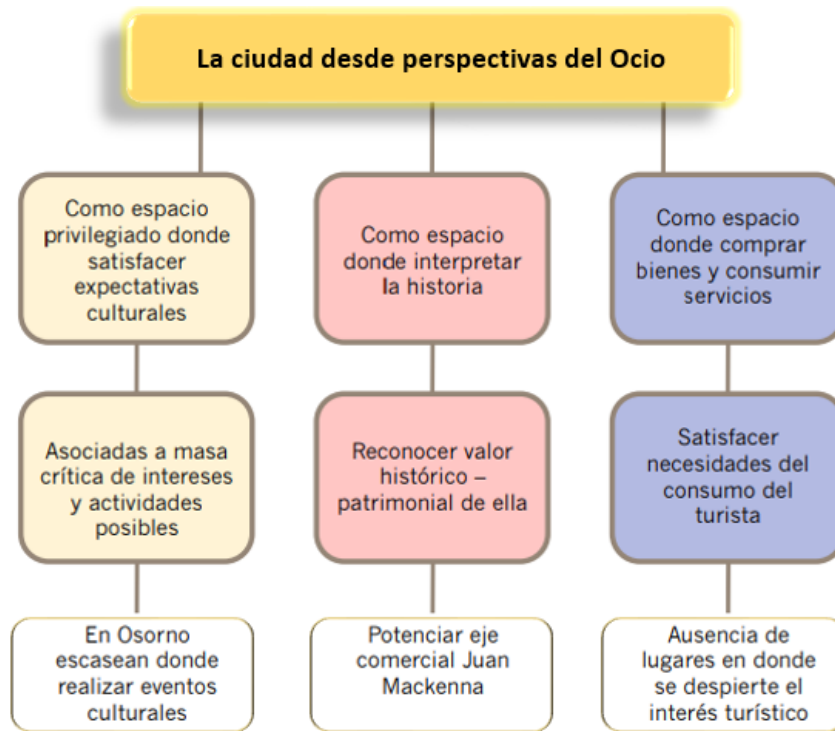 La ciudad desde perspectivas del Ocio
Como espacio
privilegiado donde
satisfacer
expectativas
culturales
Asociadas a masa
crítica de intereses
y actividades
posibles
En Osorno
escasean donde
realizar eventos
culturales
Como espacio
donde interpretar
la historia
Reconocer valor
histórico –
patrimonial de ella
Potenciar eje
comercial Juan
Mackenna
Como espacio
donde comprar
bienes y consumir
servicios
Satisfacer
necesidades del
consumo del
turista
Ausencia de
lugares en donde
se despierte el
interés turístico